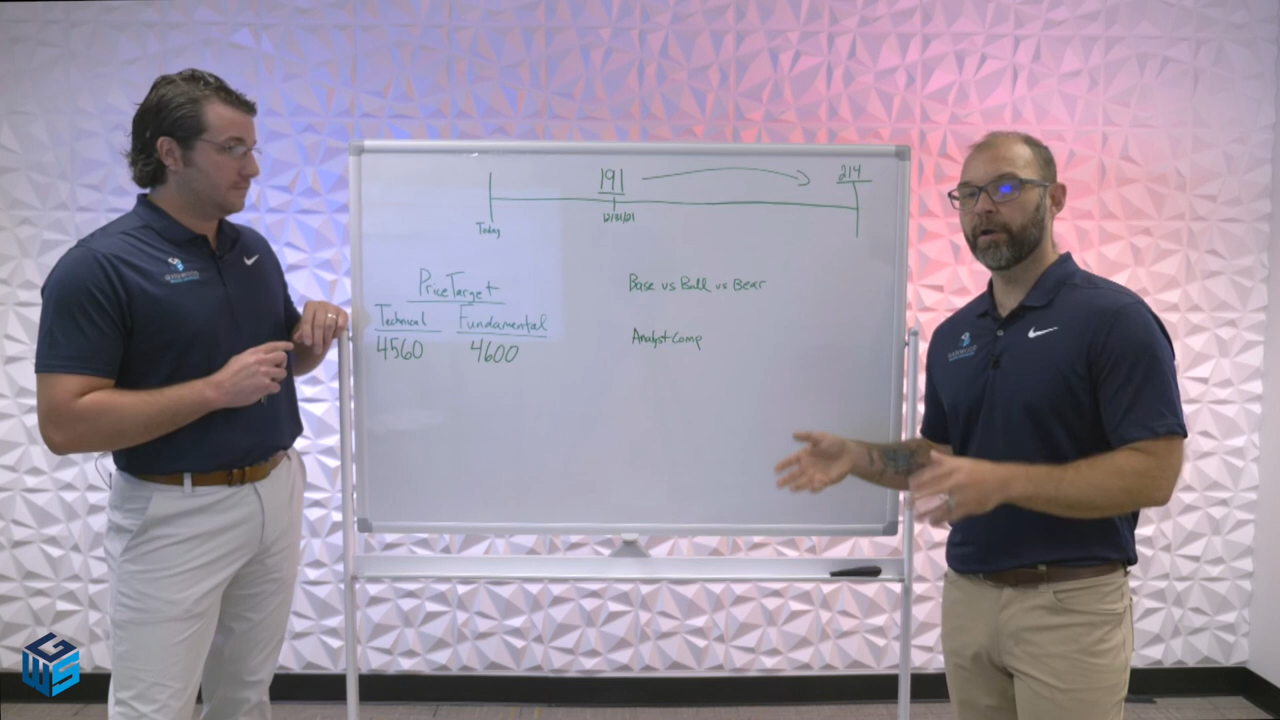 191
214
Today
12/31/21
Price Target
Base vs Bull vs Bear
Technical Fundamental
Analyst Comp
4560 4600
GWS